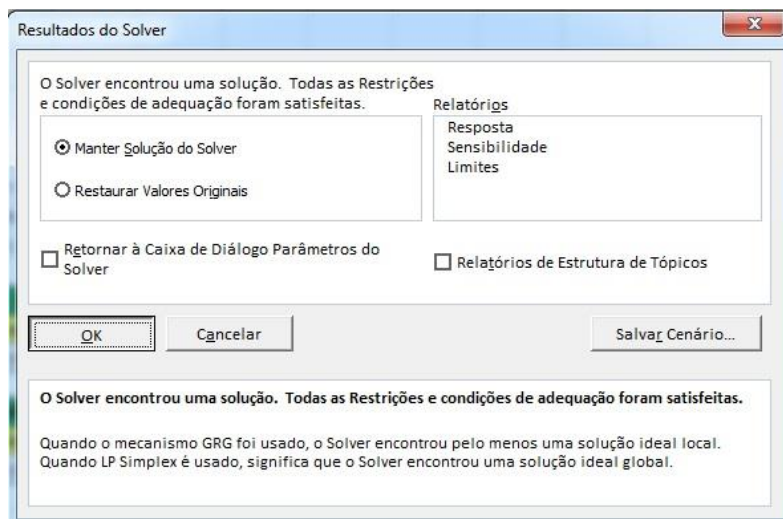 Resultados do Solver
O Solver encontrou uma solução. Todas as Restrições
e condições de adequação foram satisfeitas.
Manter Solução do Solver
Restaurar Valores Originais
Relatórios
Resposta
Sensibilidade
Limites
Retornar à Caixa de Diálogo Parâmetros do
Solver
Relatórios de Estrutura de Tópicos
OK
Cancelar
Salvar Cenário...
O Solver encontrou uma solução. Todas as Restrições e condições de adequação foram satisfeitas.
Quando o mecanismo GRG foi usado, o Solver encontrou pelo menos uma solução ideal local.
Quando LP Simplex é usado, significa que o Solver encontrou uma solução ideal global.